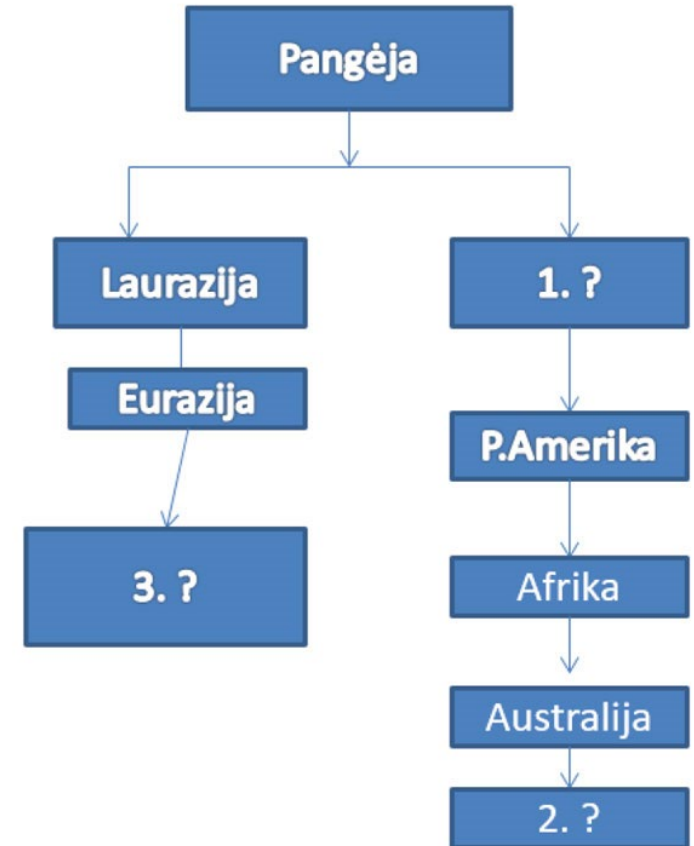 Pangėja
Laurazija
1. ?
Eurazija
P.Amerika
3. ?
Afrika
Australija
2. ?